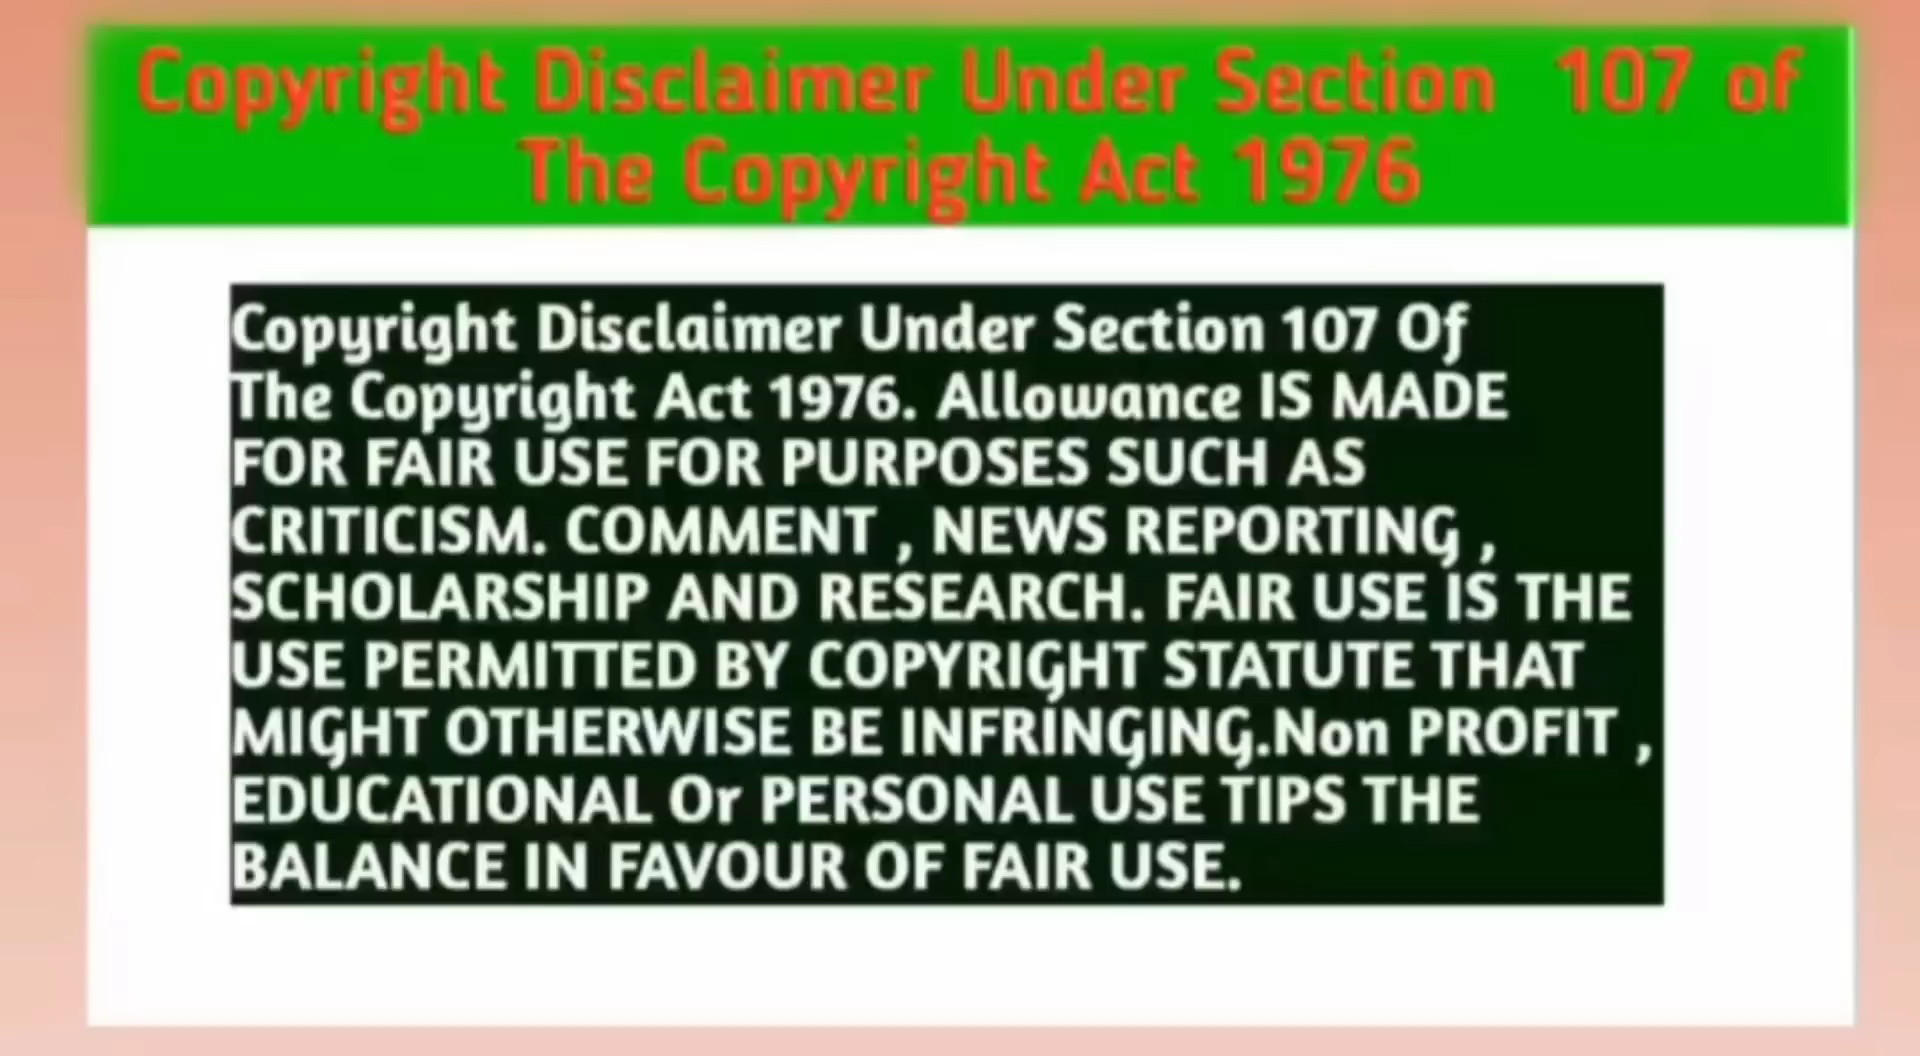 Copyright Disclaimer Under Section 107 of
The Copyright Act 1976
Copyright Disclaimer Under Section 107 Of
The Copyright Act 1976. Allowance IS MADE
FOR FAIR USE FOR PURPOSES SUCH AS
CRITICISM. COMMENT , NEWS REPORTING ,
SCHOLARSHIP AND RESEARCH. FAIR USE IS THE
USE PERMITTED BY COPYRIGHT STATUTE THAT
MIGHT OTHERWISE BE INFRINGING.Non PROFIT ,
EDUCATIONAL Or PERSONAL USE TIPS THE
BALANCE IN FAVOUR OF FAIR USE.